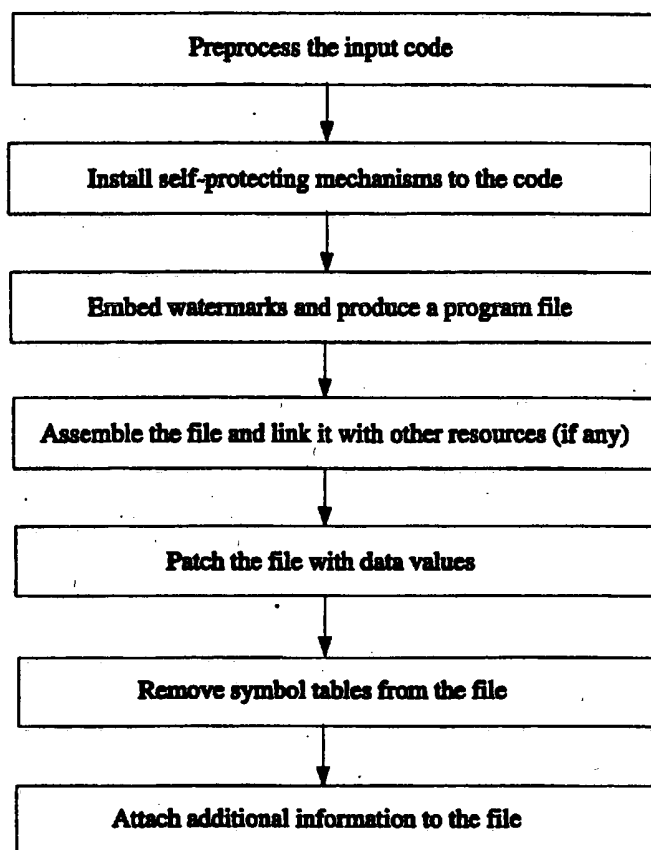 Preprocess the input code
Install self-protecting mechanisms to the code
Embed watermarks and produce a program file
Assemble the file and link it with other resources (if any)
Patch the file with data values
Remove symbol tables from the file
Attach additional information to the file